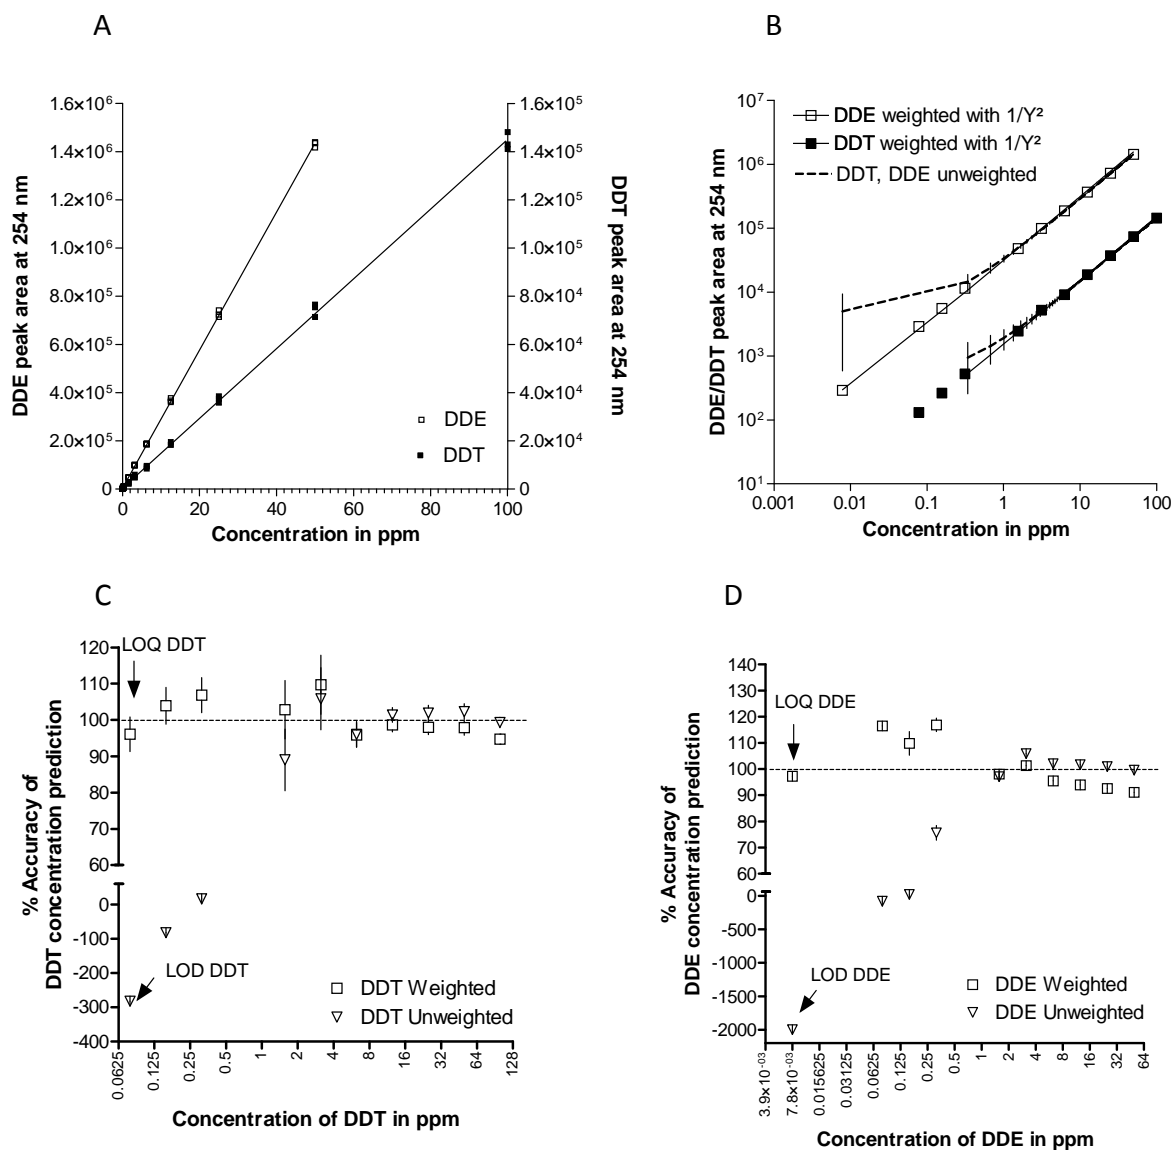 A
B
1.6×10⁶
1.4×10⁶
1.2×10⁶
1.0×10⁶
8.0×10⁵
6.0×10⁵
4.0×10⁵
2.0×10⁵
0
DDE peak area at 254 nm
1.6×10⁵
1.4×10⁵
1.2×10⁵
1.0×10⁵
8.0×10⁴
6.0×10⁴
4.0×10⁴
2.0×10⁴
0
DDT peak area at 254 nm
DDE
DDT
0 20 40 60 80 100
Concentration in ppm
10⁷
10⁶
10⁵
10⁴
10³
10²
10¹
DDE/DDT peak area at 254 nm
DDE weighted with 1/Y²
DDT weighted with 1/Y²
DDT, DDE unweighted
0.001 0.01 0.1 1 10 100
Concentration in ppm
C
120
110
100
90
80
70
60
0
-100
-200
-300
-400
% Accuracy of
DDT concentration prediction
LOQ DDT
LOD DDT
DDT Weighted
DDT Unweighted
0.0625 0.125 0.25 0.5 1 2 4 8 16 32 64 128
Concentration of DDT in ppm
D
140
130
120
110
100
90
80
70
60
0
-500
-1000
-1500
-2000
% Accuracy of
DDE concentration prediction
LOQ DDE
LOD DDE
DDE Weighted
DDE Unweighted
3.9×10⁻⁰³ 7.8×10⁻⁰³ 0.015625 0.03125 0.0625 0.125 0.25 0.5 1 2 4 8 16 32 64
Concentration of DDE in ppm